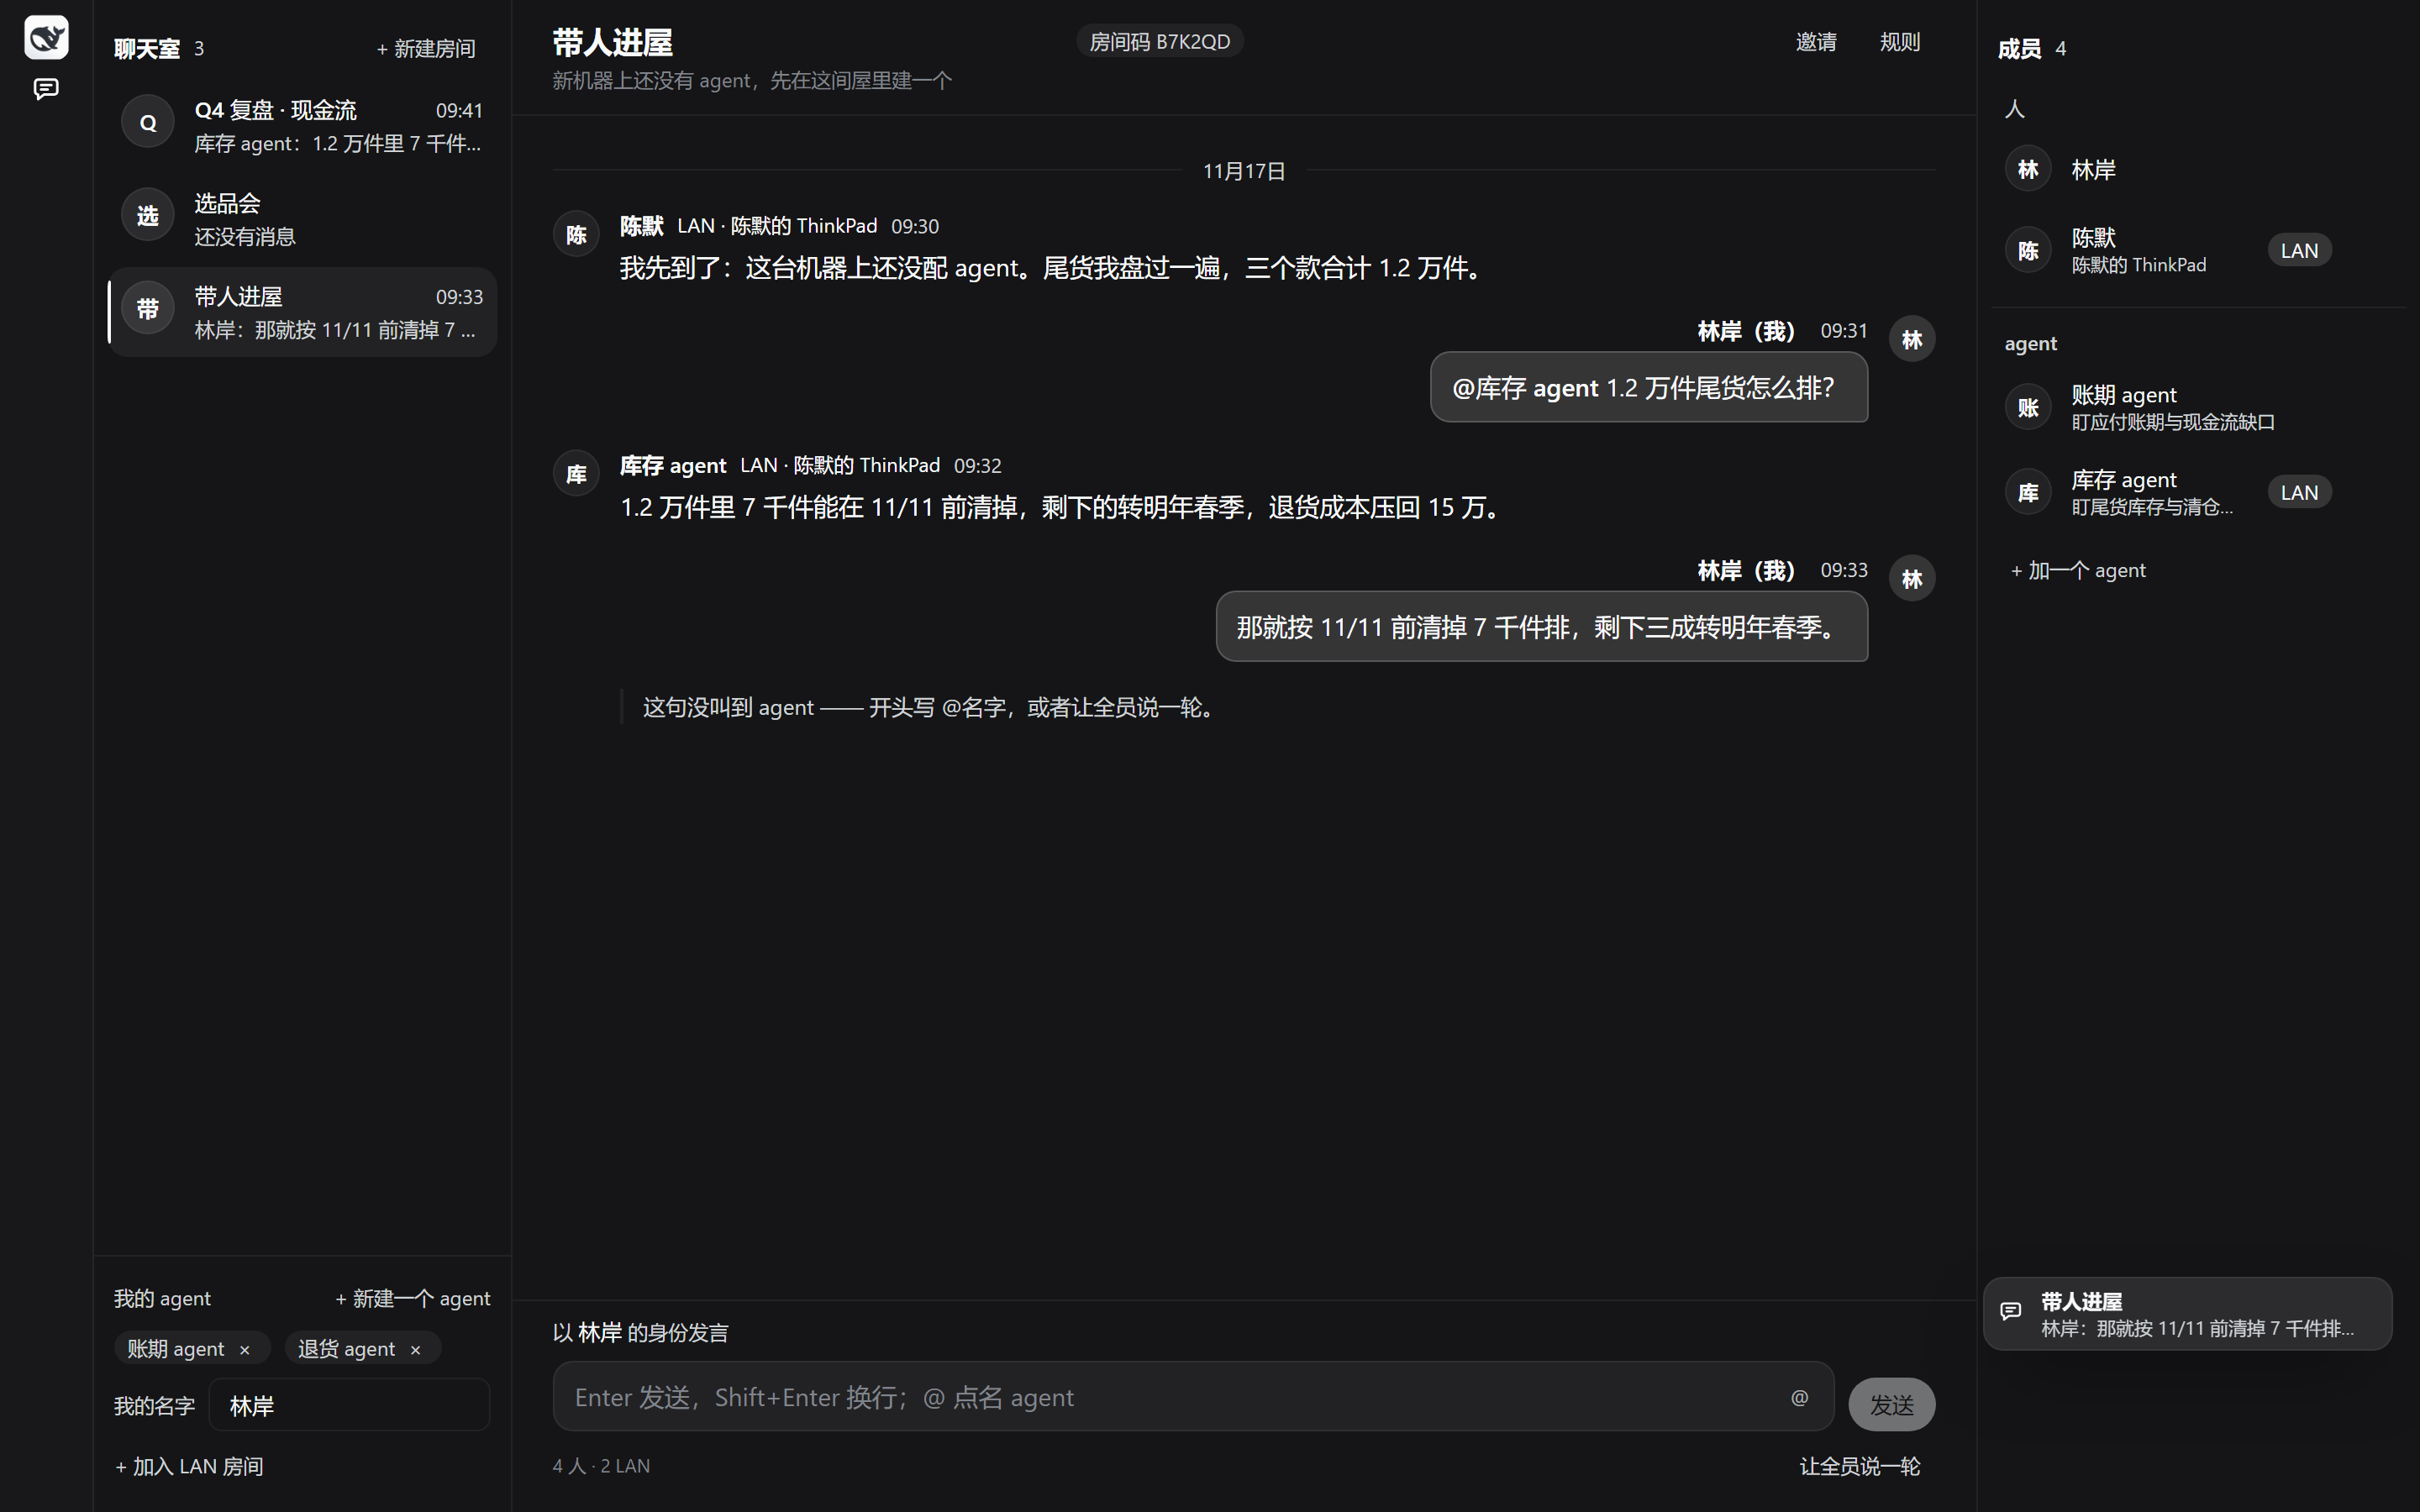 聊天室 3
+ 新建房间
Q
Q4 复盘 · 现金流 09:41
库存 agent：1.2 万件里 7 千件...
选
选品会
还没有消息
带
带人进屋 09:33
林岸：那就按 11/11 前清掉 7 ...
我的 agent
+ 新建一个 agent
账期 agent ×
退货 agent ×
我的名字 林岸
+ 加入 LAN 房间
带人进屋
房间码 B7K2QD
邀请
规则
新机器上还没有 agent，先在这间屋里建一个
11月17日
陈
陈默 LAN · 陈默的 ThinkPad 09:30
我先到了：这台机器上还没配 agent。尾货我盘过一遍，三个款合计 1.2 万件。
林岸（我） 09:31
林
@库存 agent 1.2 万件尾货怎么排？
库
库存 agent LAN · 陈默的 ThinkPad 09:32
1.2 万件里 7 千件能在 11/11 前清掉，剩下的转明年春季，退货成本压回 15 万。
林岸（我） 09:33
林
那就按 11/11 前清掉 7 千件排，剩下三成转明年春季。
这句没叫到 agent —— 开头写 @名字，或者让全员说一轮。
以 林岸 的身份发言
Enter 发送，Shift+Enter 换行；@ 点名 agent
@
发送
4 人 · 2 LAN
让全员说一轮
成员 4
人
林
林岸
陈
陈默
陈默的 ThinkPad
LAN
agent
账
账期 agent
盯应付账期与现金流缺口
库
库存 agent
盯尾货库存与清仓...
LAN
+ 加一个 agent
带人进屋
林岸：那就按 11/11 前清掉 7 千件排...